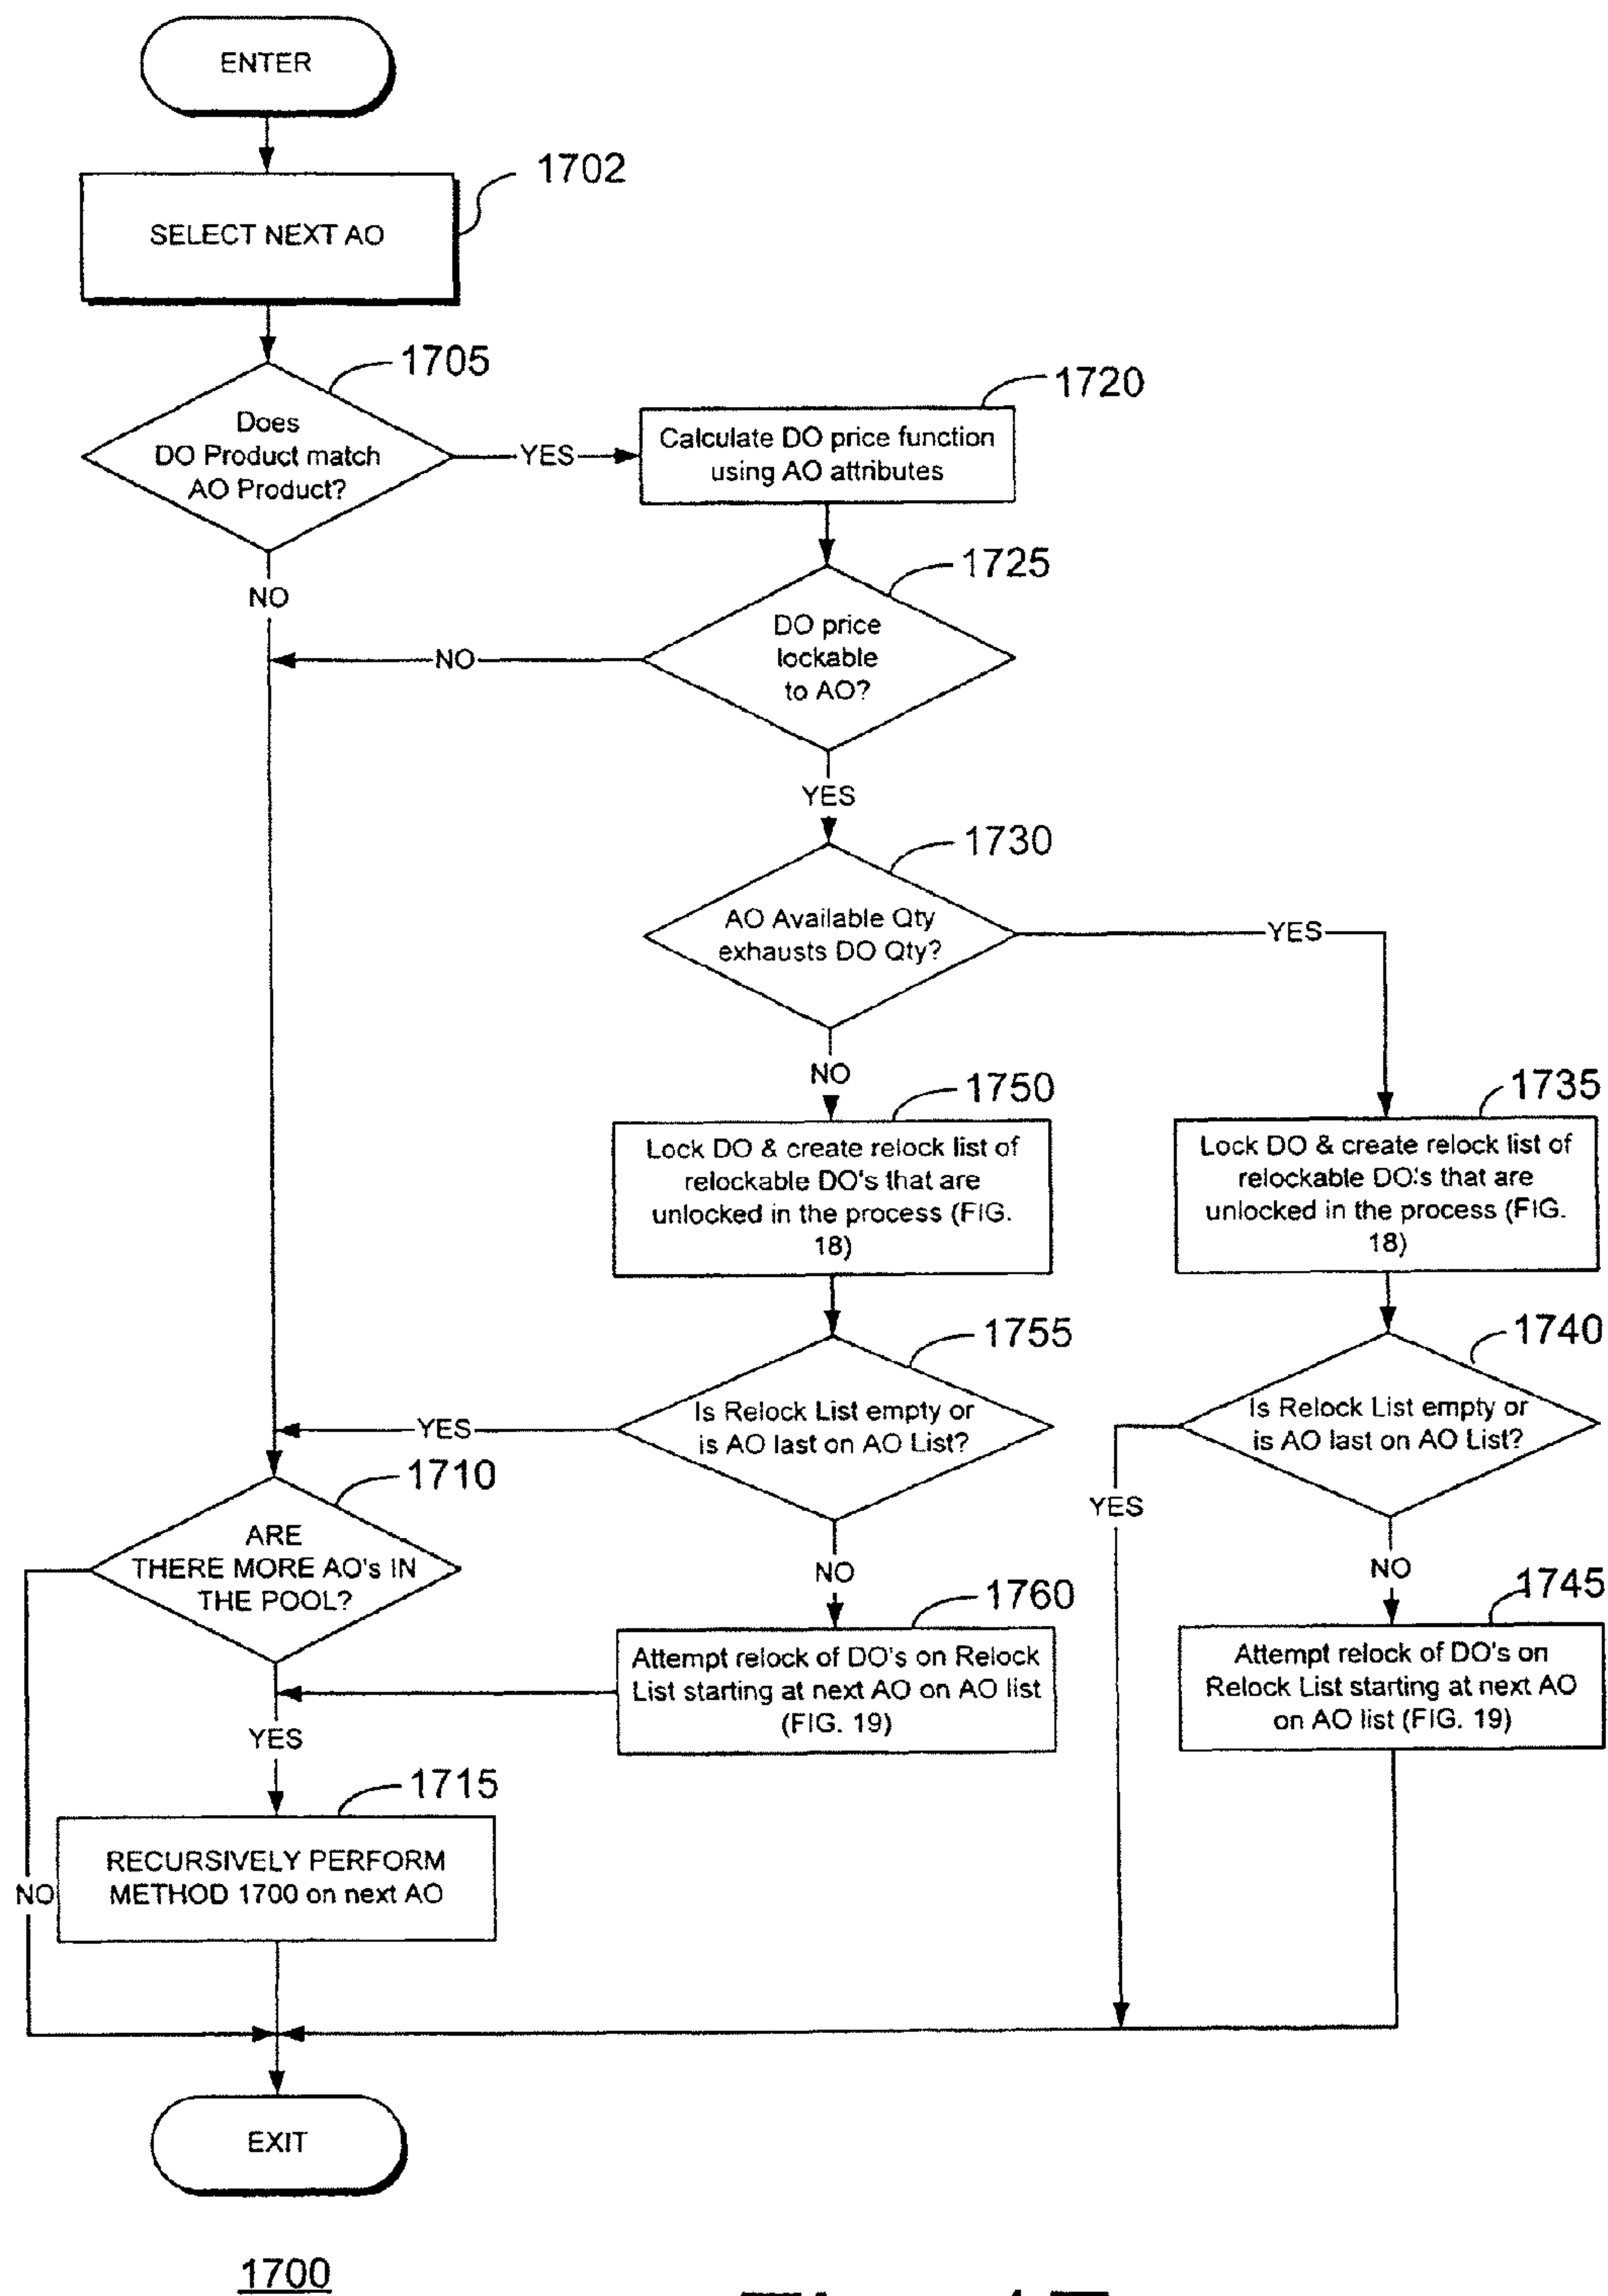 ENTER
1702
SELECT NEXT AO
1705
Does
DO Product match
AO Product?
YES
1720
Calculate DO price function
using AO attributes
NO
1725
DO price
lockable
to AO?
NO
YES
1730
AO Available Qty
exhausts DO Qty?
YES
NO
1750
Lock DO & create relock list of
relockable DO's that are
unlocked in the process (FIG.
18)
1735
Lock DO & create relock list of
relockable DO's that are
unlocked in the process (FIG.
18)
1755
Is Relock List empty or
is AO last on AO List?
YES
1740
Is Relock List empty or
is AO last on AO List?
YES
1710
ARE
THERE MORE AO's IN
THE POOL?
NO
NO
1760
Attempt relock of DO's on Relock
List starting at next AO on AO list
(FIG. 19)
1745
Attempt relock of DO's on
Relock List starting at next AO
on AO list (FIG. 19)
YES
1715
RECURSIVELY PERFORM
METHOD 1700 on next AO
NO
EXIT
1700